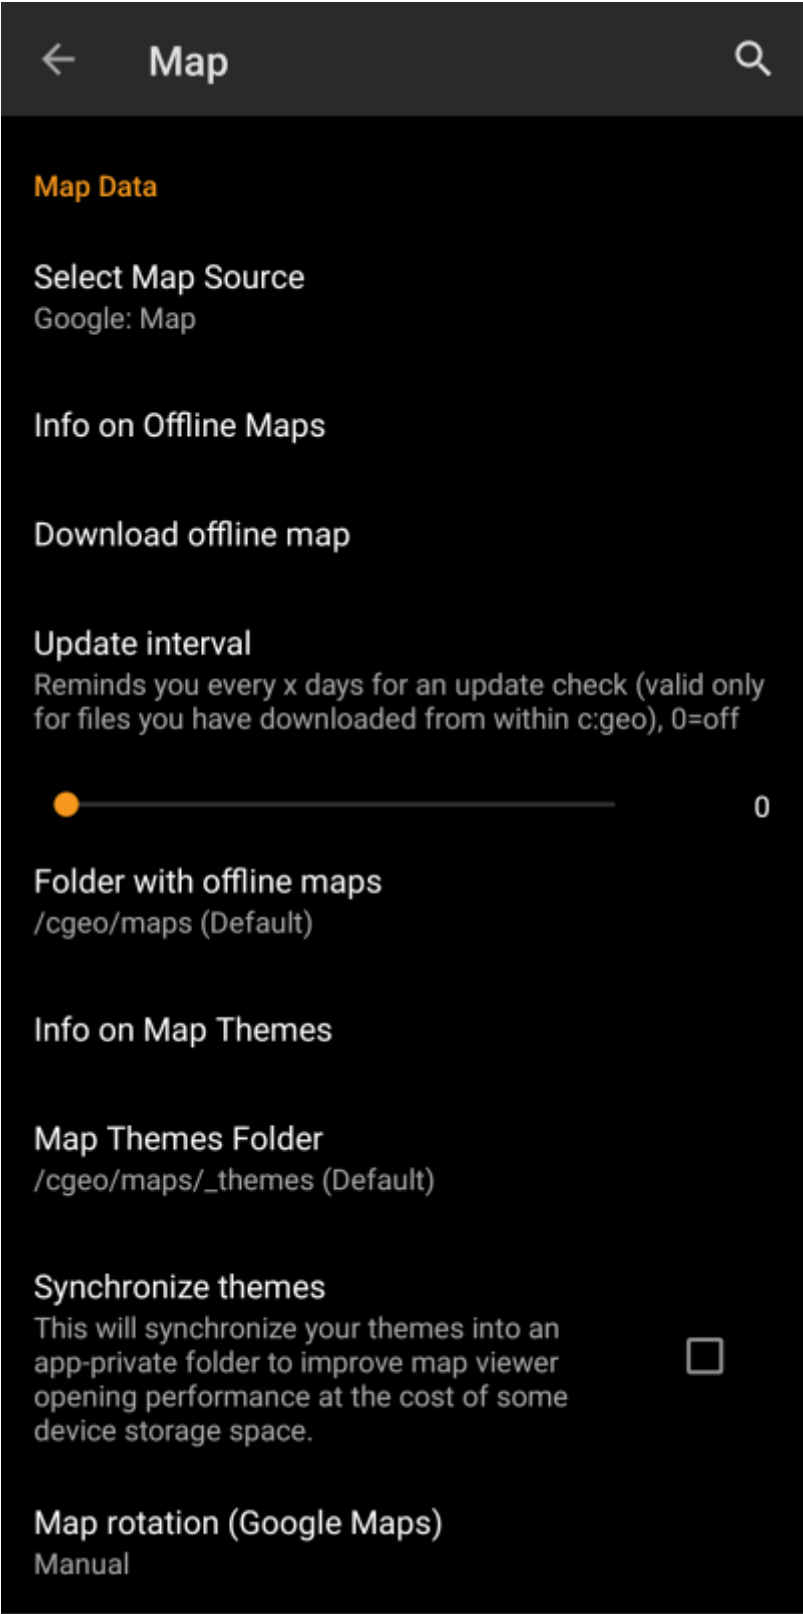 Map
Map Data
Select Map Source
Google: Map
Info on Offline Maps
Download offline map
Update interval
Reminds you every x days for an update check (valid only
for files you have downloaded from within c:geo), 0=off
0
Folder with offline maps
/cgeo/maps (Default)
Info on Map Themes
Map Themes Folder
/cgeo/maps/_themes (Default)
Synchronize themes
This will synchronize your themes into an
app-private folder to improve map viewer
opening performance at the cost of some
device storage space.
Map rotation (Google Maps)
Manual